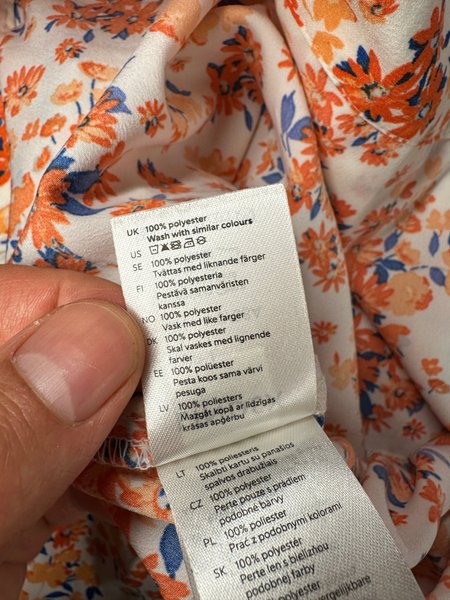 UK 100% polyester
Wash with similar colours
US
SE 100% polyester
Tvättas med liknande färger
FI 100% polyesteria
Pestävä samanväristen
kanssa
NO 100% polyester
Vask med like farger
DK 100% polyester
Skal vaskes med lignende
farver
EE 100% polüester
Pesta koos sama värvi
pesuga
LV 100% poliesters
Mazgāt kopā ar līdzīgas
krāsas apģērbu
LT 100% poliesteris
Skalbti kartu su panašios
spalvos drabužiais
CZ 100% polyester
Perte pouze s prádlem
podobné barvy
PL 100% poliester
Prać z podobnymi kolorami
SK 100% polyester
Perte len s bielizňou
podobnej farby